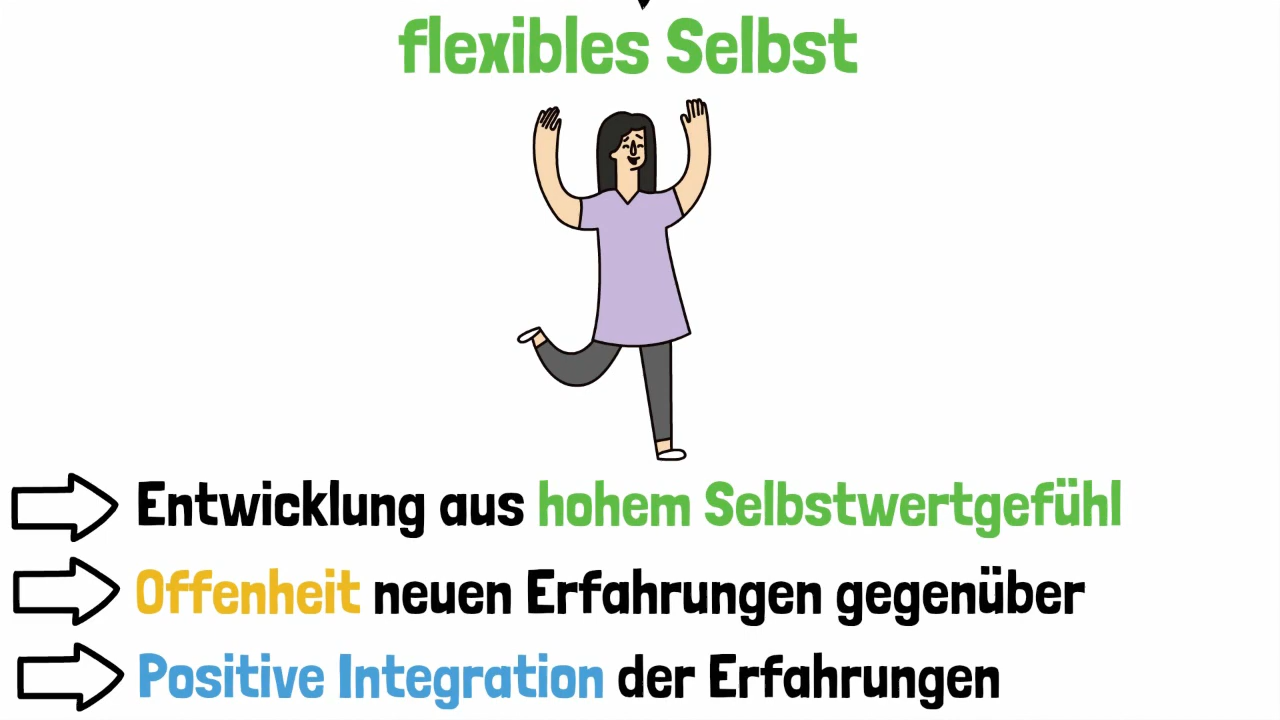 flexibles Selbst
Entwicklung aus hohem Selbstwertgefühl
Offenheit neuen Erfahrungen gegenüber
Positive Integration der Erfahrungen